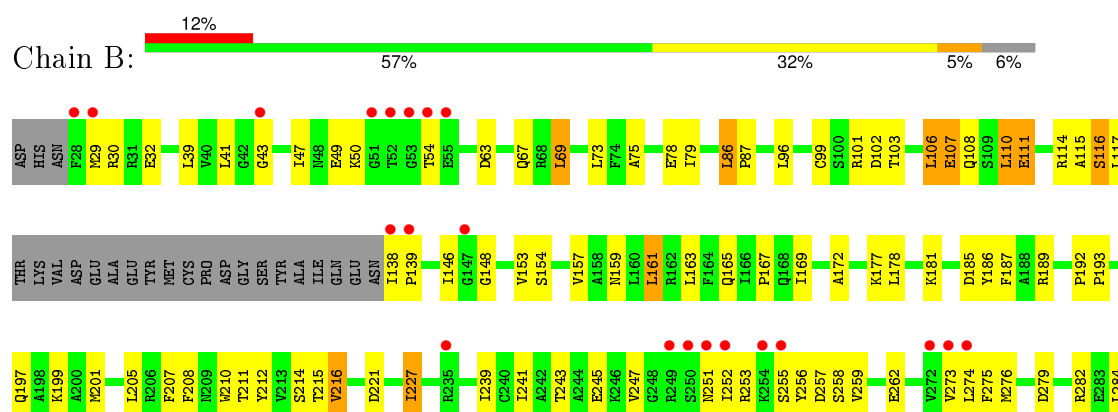 12%
Chain B:
57% 32% 5% 6%
ASP HIS ASN F28 M29 R30 R31 E32 L39 V40 L41 G42 G43 I47 N48 E49 K50 G51 T52 G53 T54 E55 D63 Q67 R68 L69 L73 F74 A75 E78 I79 L86 P87 L96 C99 S100 R101 D102 T103 L106 E107 Q108 S109 L110 E111 R114 A115 S116 L117
THR LYS VAL ASP GLU ALA GLU TYR MET CYS PRO ASP GLY SER TYR ALA ILE GLN GLU ASN I138 P139 I146 G147 G148 V153 S154 V157 A158 N159 L160 L161 R162 L163 F164 Q165 I166 P167 Q168 I169 A172 K177 L178 K181 D185 Y186 F187 A188 R189 P192 P193
Q197 A198 K199 A200 M201 L205 R206 F207 F208 N209 W210 T211 Y212 V213 S214 T215 V216 D221 I227 R235 I239 C240 I241 A242 T243 A244 E245 K246 V247 G248 R249 S250 N251 I252 R253 K254 S255 Y256 D257 S258 V259 E262 V272 V273 L274 F275 M276 D279 R282 E283 I284